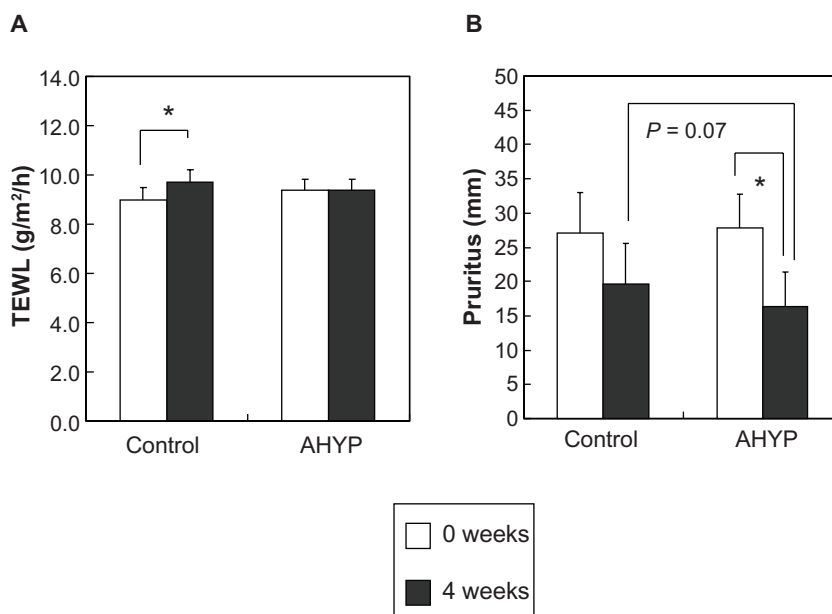 A
TEWL (g/m²/h)
14.0
12.0
10.0
8.0
6.0
4.0
2.0
0.0
*
Control
AHYP
B
Pruritus (mm)
50
45
40
35
30
25
20
15
10
5
0
P = 0.07
*
Control
AHYP
0 weeks
4 weeks